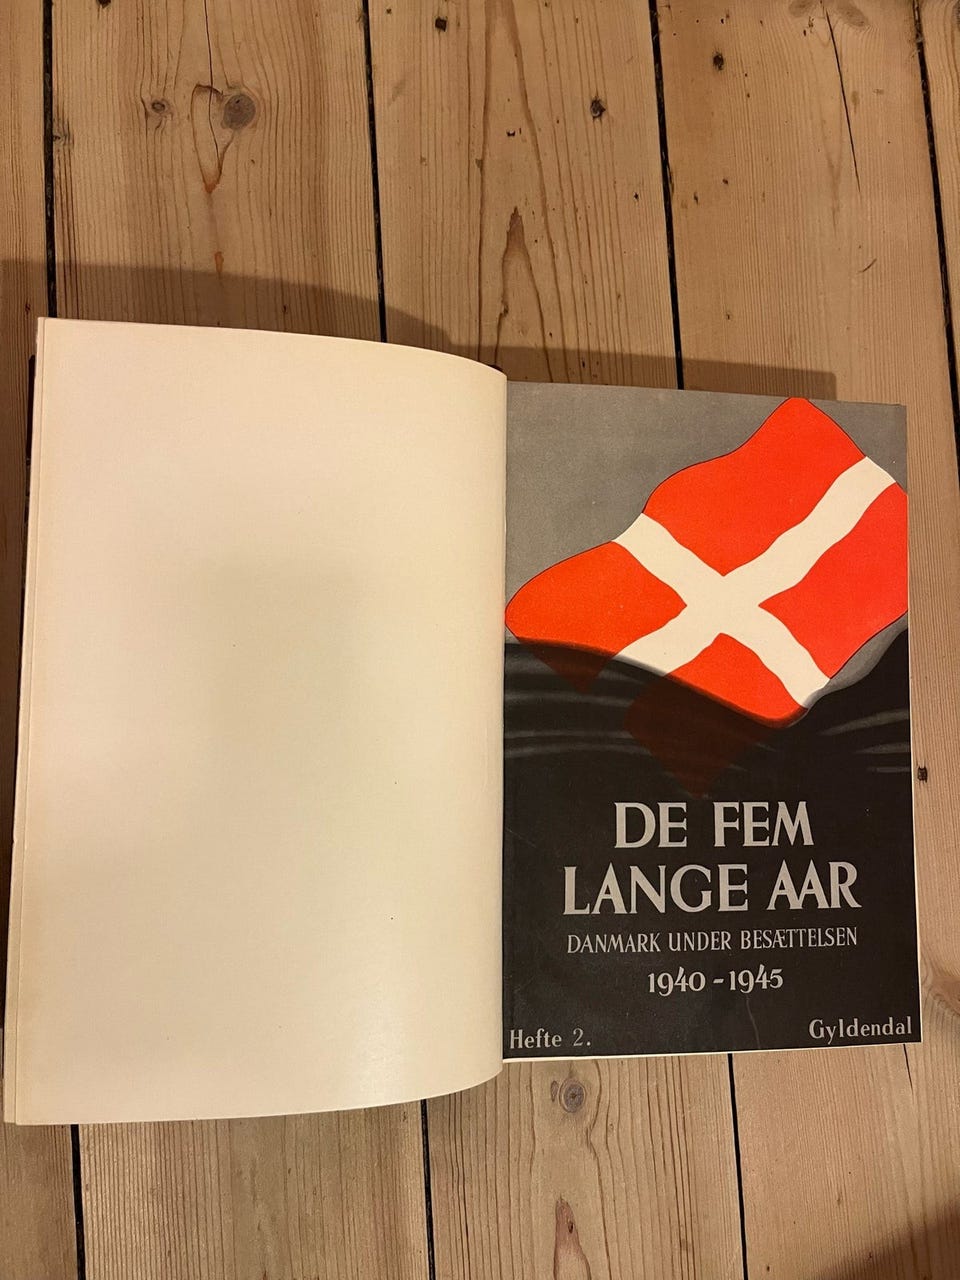 DE FEM
LANGE AAR
DANMARK UNDER BESÆTTELSEN
1940-1945
Hefte 2.
Gyldendal